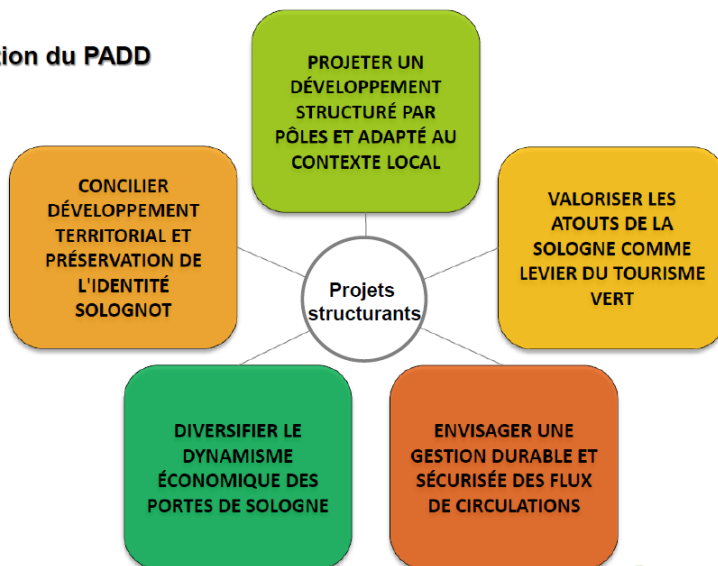 tion du PADD
PROJETER UN
DÉVELOPPEMENT
STRUCTURÉ PAR
PÔLES ET ADAPTÉ AU
CONTEXTE LOCAL
CONCILIER
DÉVELOPPEMENT
TERRITORIAL ET
PRÉSERVATION DE
L'IDENTITÉ
SOLOGNOT
VALORISER LES
ATOUTS DE LA
SOLOGNE COMME
LEVIER DU TOURISME
VERT
Projets
structurants
DIVERSIFIER LE
DYNAMISME
ÉCONOMIQUE DES
PORTES DE SOLOGNE
ENVISAGER UNE
GESTION DURABLE ET
SÉCURISÉE DES FLUX
DE CIRCULATIONS